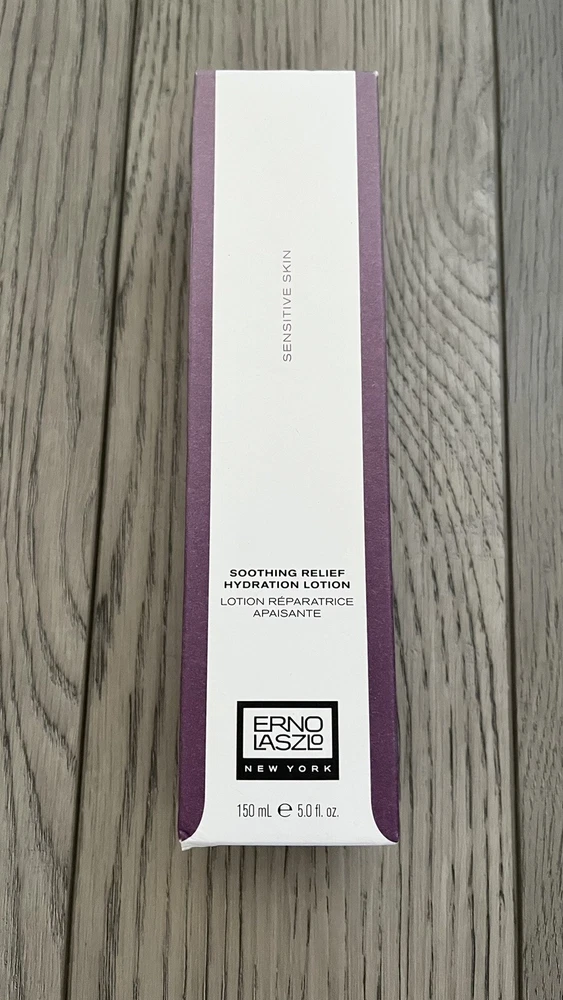 SENSITIVE SKIN
SOOTHING RELIEF
HYDRATION LOTION
LOTION RÉPARATRICE
APAISANTE
ERNO
LASZLO
NEW YORK
150 mL ℮ 5.0 fl. oz.